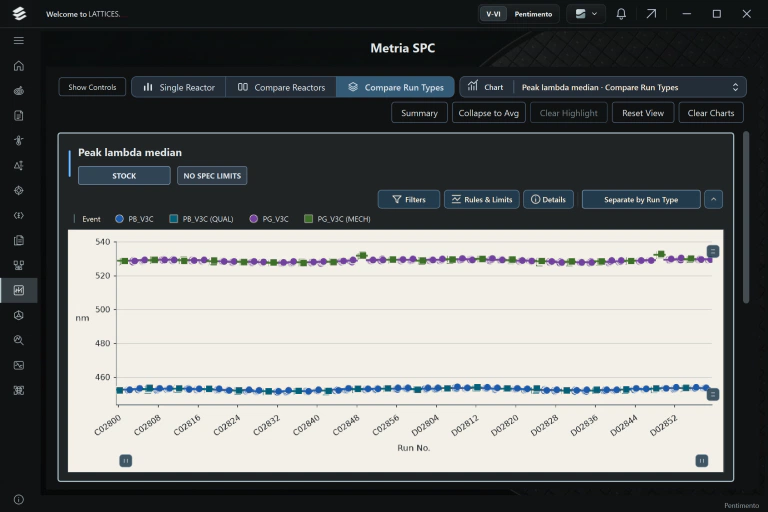 Welcome to LATTICES.
V-VI Pentimento
Metria SPC
Show Controls
Single Reactor
Compare Reactors
Compare Run Types
Chart
Peak lambda median · Compare Run Types
Summary
Collapse to Avg
Clear Highlight
Reset View
Clear Charts
Peak lambda median
STOCK
NO SPEC LIMITS
Filters
Rules & Limits
Details
Separate by Run Type
Event
PB_V3C
PB_V3C (QUAL)
PG_V3C
PG_V3C (MECH)
540
520
500
480
460
nm
C02800
C02808
C02816
C02824
C02832
C02840
C02848
C02856
D02804
D02812
D02820
D02828
D02836
D02844
D02852
Run No.
Pentimento